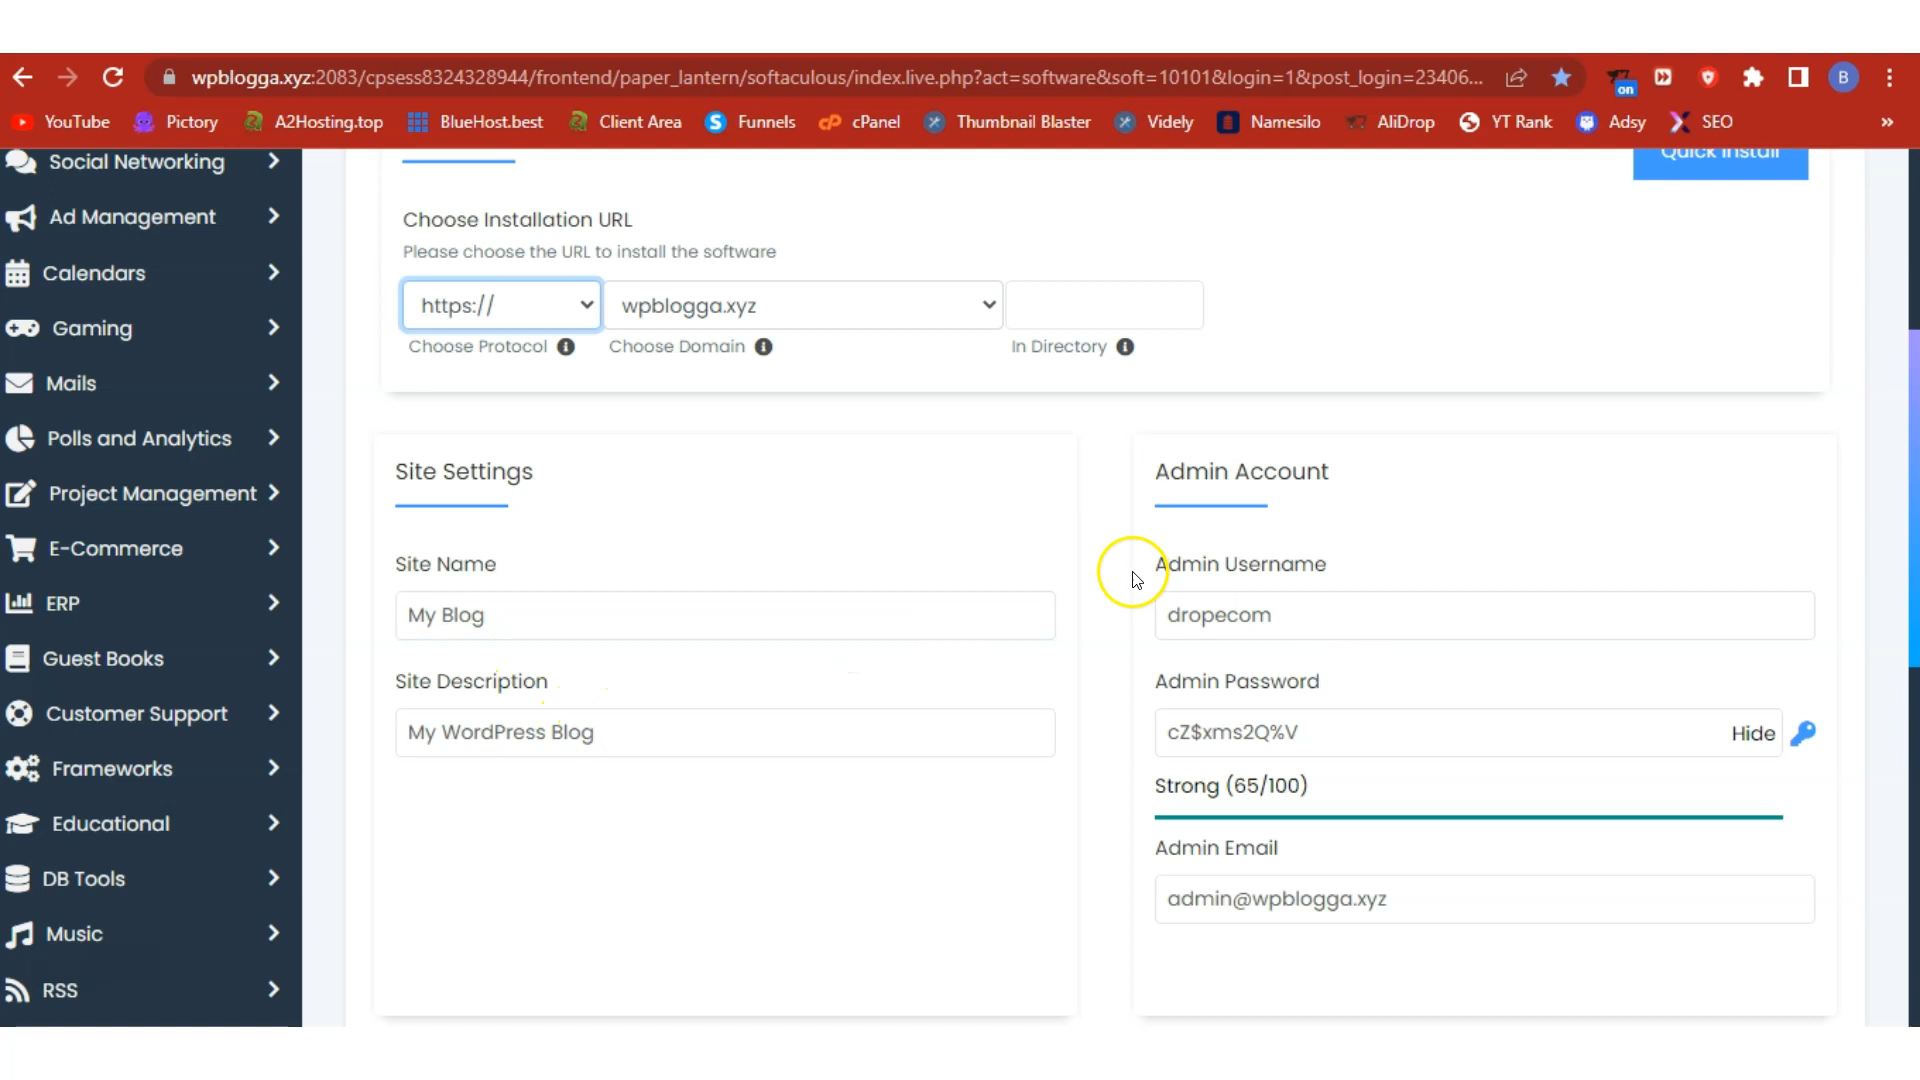 wpblogga.xyz:2083/cpsess8324328944/frontend/paper_lantern/softaculous/index.live.php?act=software&soft=10101&login=1&post_login=23406...
on
B
YouTube Pictory A2Hosting.top BlueHost.best Client Area Funnels cPanel Thumbnail Blaster Videly Namesilo AliDrop YT Rank Adsy SEO »
Social Networking
Ad Management
Calendars
Gaming
Mails
Polls and Analytics
Project Management
E-Commerce
ERP
Guest Books
Customer Support
Frameworks
Educational
DB Tools
Music
RSS
Quick Install
Choose Installation URL
Please choose the URL to install the software
https:// wpblogga.xyz
Choose Protocol Choose Domain In Directory
Site Settings
Site Name
My Blog
Site Description
My WordPress Blog
Admin Account
Admin Username
dropecom
Admin Password
cZ$xms2Q%V Hide
Strong (65/100)
Admin Email
admin@wpblogga.xyz